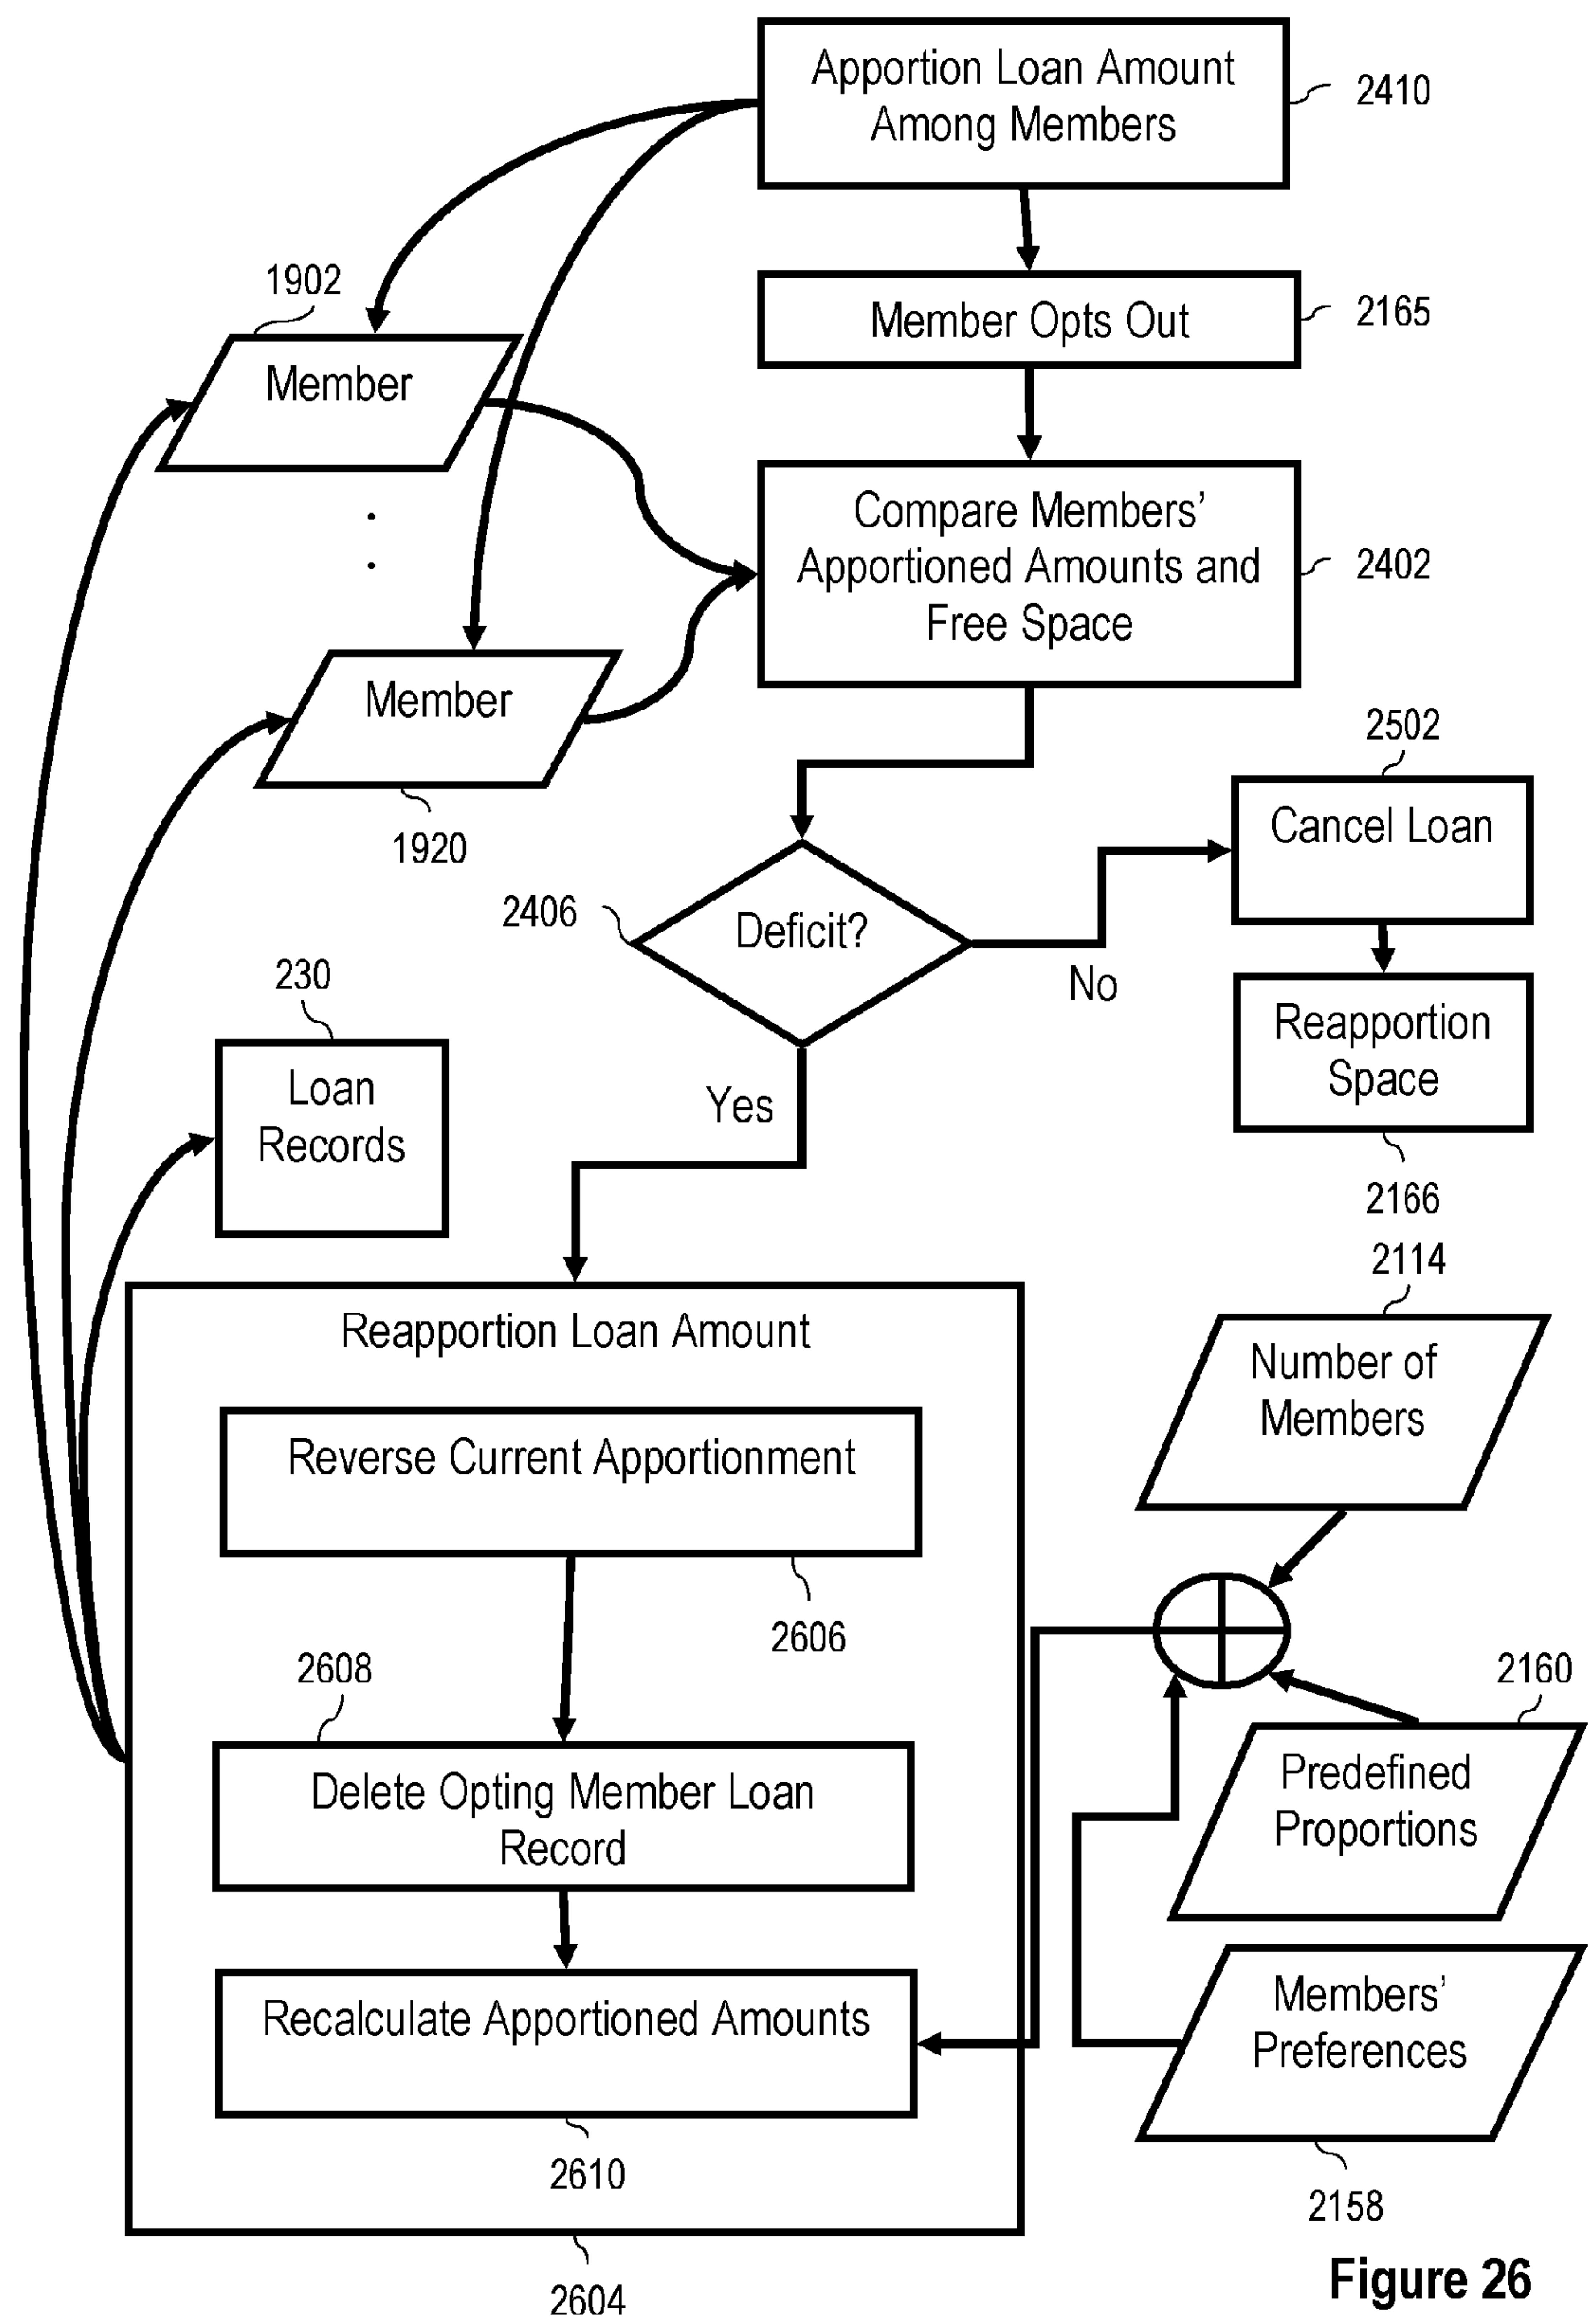 Apportion Loan Amount
Among Members
2410
1902
Member
Member Opts Out
2165
Compare Members'
Apportioned Amounts and
Free Space
2402
Member
1920
2502
Cancel Loan
2406
Deficit?
No
230
Loan
Records
Yes
Reapportion
Space
2166
2114
Reapportion Loan Amount
Number of
Members
Reverse Current Apportionment
2606
2608
2160
Delete Opting Member Loan
Record
Predefined
Proportions
Recalculate Apportioned Amounts
Members'
Preferences
2610
2158
2604
Figure 26